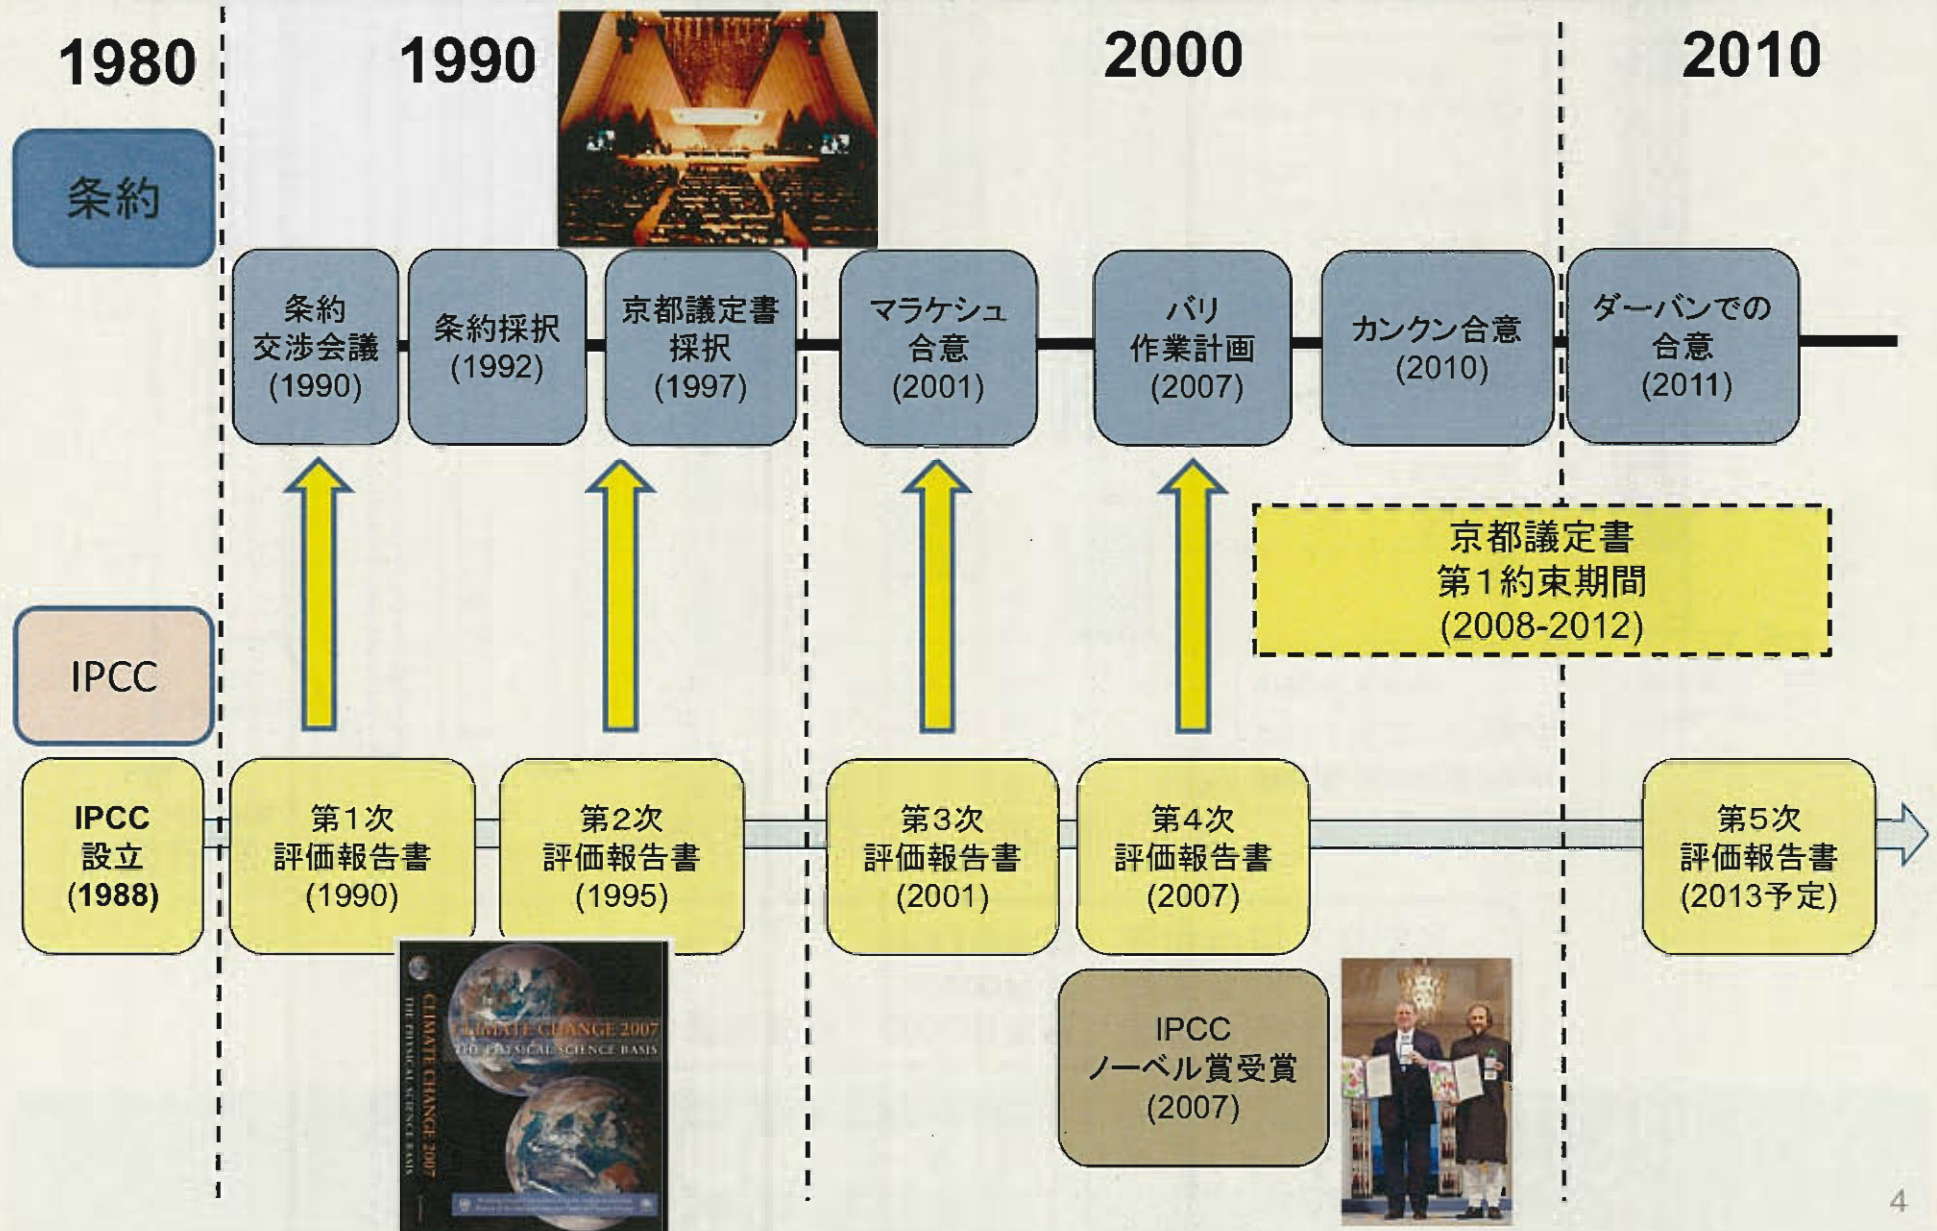 1980
1990
2000
2010
条約
条約
交渉会議
(1990)
条約採択
(1992)
京都議定書
採択
(1997)
マラケシュ
合意
(2001)
バリ
作業計画
(2007)
カンクン合意
(2010)
ダーバンでの
合意
(2011)
京都議定書
第1約束期間
(2008-2012)
IPCC
IPCC
設立
(1988)
第1次
評価報告書
(1990)
第2次
評価報告書
(1995)
第3次
評価報告書
(2001)
第4次
評価報告書
(2007)
第5次
評価報告書
(2013予定)
CLIMATE CHANGE 2007
THE PHYSICAL SCIENCE BASIS
CLIMATE CHANGE 2007
THE PHYSICAL SCIENCE BASIS
IPCC
ノーベル賞受賞
(2007)
4